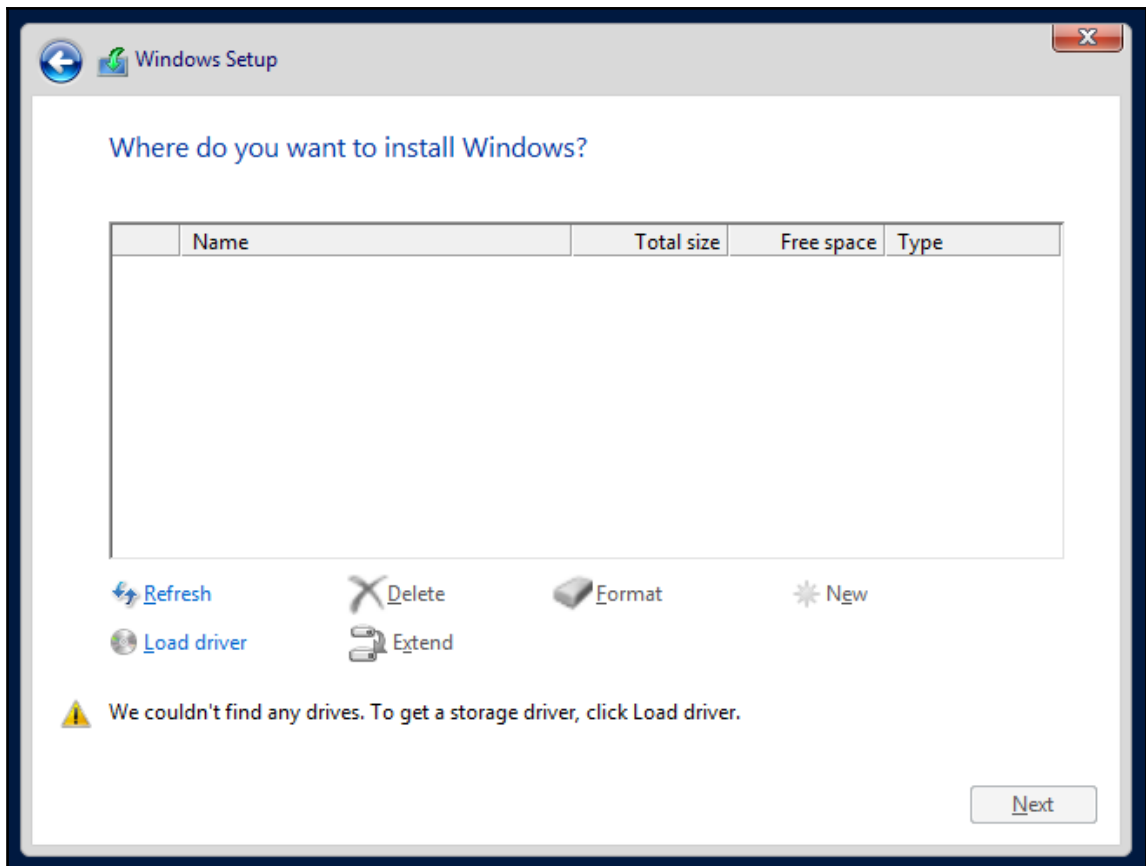 Windows Setup
Where do you want to install Windows?
Name Total size Free space Type
Refresh Delete Format New
Load driver Extend
We couldn't find any drives. To get a storage driver, click Load driver.
Next